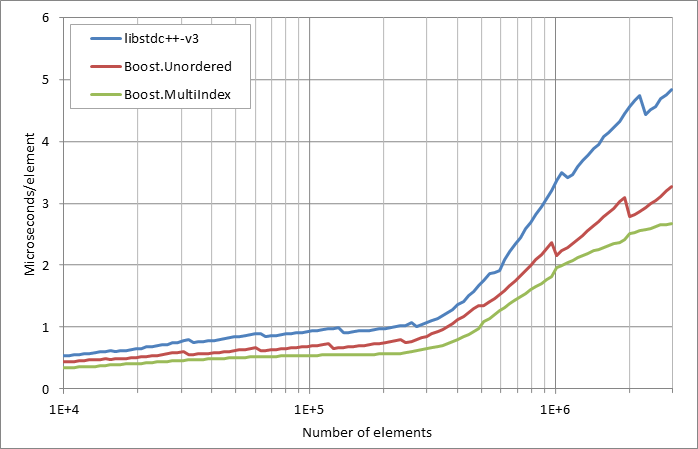 6
5
4
3
2
1
0
Microseconds/element
libstdc++-v3
Boost.Unordered
Boost.MultiIndex
1E+4 1E+5 1E+6
Number of elements